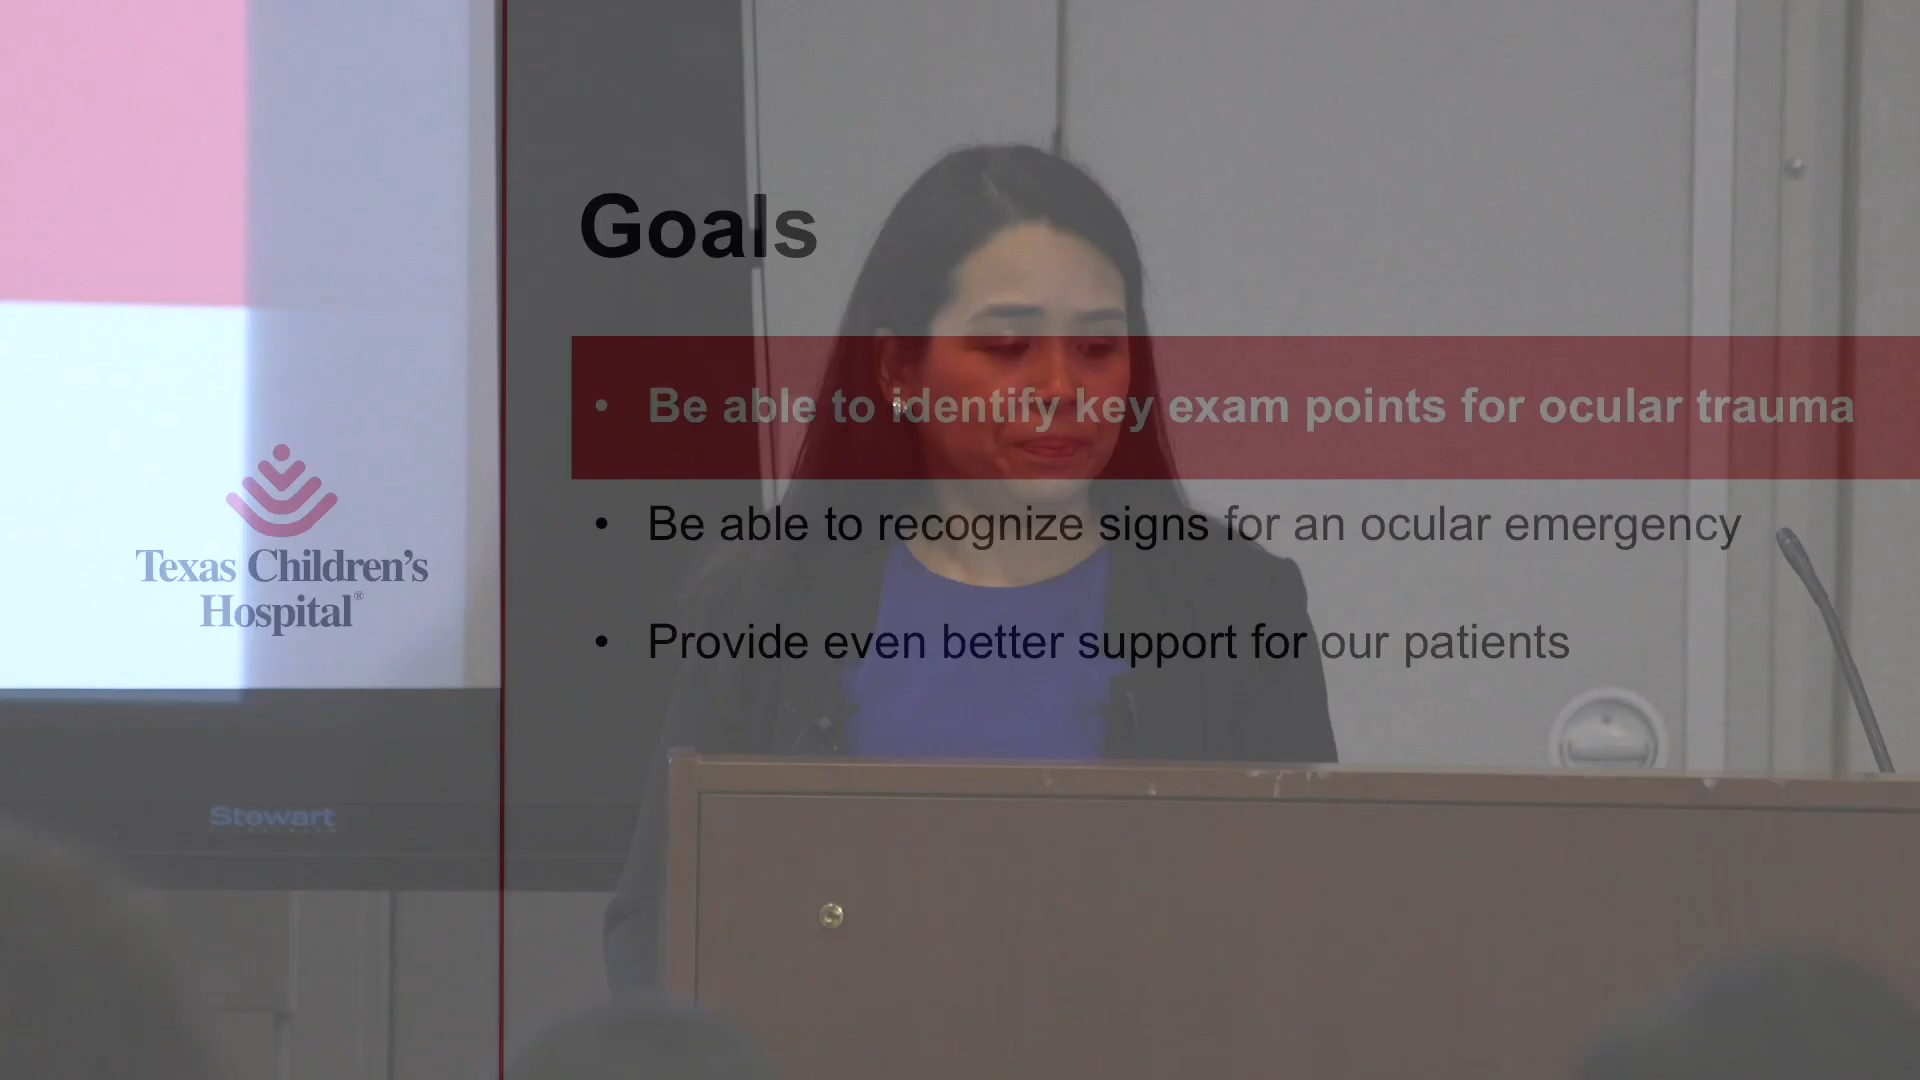 Goals
• Be able to identify key exam points for ocular trauma
• Be able to recognize signs for an ocular emergency
• Provide even better support for our patients
Texas Children's
Hospital®
Stewart